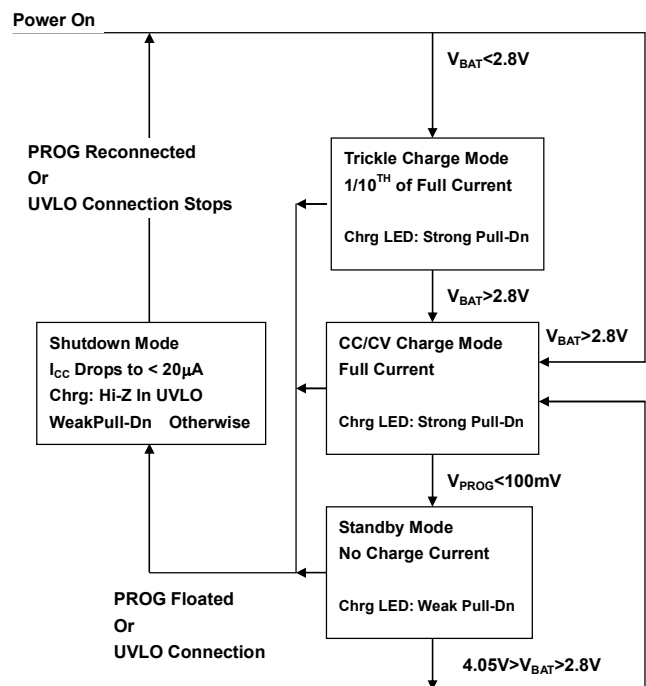 Power On
V_BAT<2.8V
PROG Reconnected
Or
UVLO Connection Stops
Trickle Charge Mode
1/10^TH of Full Current
Chrg LED: Strong Pull-Dn
V_BAT>2.8V
V_BAT>2.8V
Shutdown Mode
I_CC Drops to < 20μA
Chrg: Hi-Z In UVLO
WeakPull-Dn Otherwise
CC/CV Charge Mode
Full Current
Chrg LED: Strong Pull-Dn
V_PROG<100mV
Standby Mode
No Charge Current
Chrg LED: Weak Pull-Dn
PROG Floated
Or
UVLO Connection
4.05V>V_BAT>2.8V